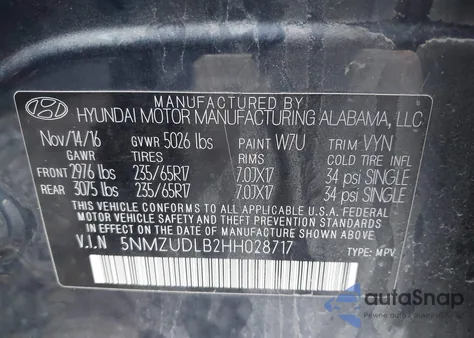 MANUFACTURED BY
HYUNDAI MOTOR MANUFACTURING ALABAMA, LLC
Nov/14/16 GVWR 5026 lbs PAINT W7U TRIM VYN
GAWR TIRES RIMS COLD TIRE INFL
FRONT 2976 lbs 235/65R17 7.0JX17 34 psi SINGLE
REAR 3075 lbs 235/65R17 7.0JX17 34 psi SINGLE
THIS VEHICLE CONFORMS TO ALL APPLICABLE U.S.A. FEDERAL
MOTOR VEHICLE SAFETY AND THEFT PREVENTION STANDARDS
IN EFFECT ON THE DATE OF MANUFACTURE SHOWN ABOVE.
V.I.N 5NMZUDLB2HH028717 TYPE: MPV
autoSnap
Pewne auto